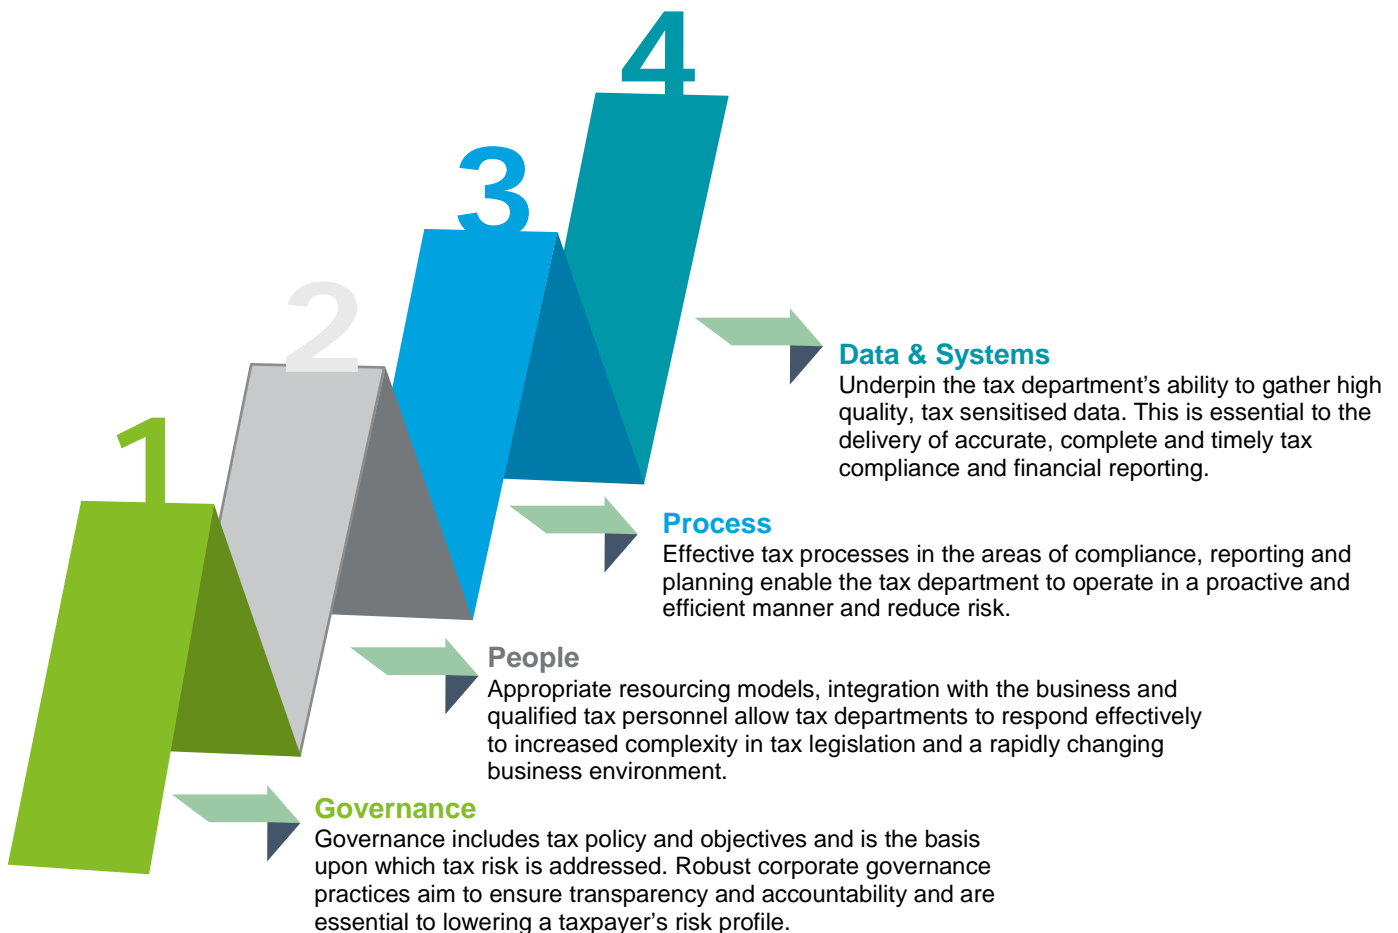 4
3
2
1
Data & Systems
Underpin the tax department's ability to gather high
quality, tax sensitised data. This is essential to the
delivery of accurate, complete and timely tax
compliance and financial reporting.
Process
Effective tax processes in the areas of compliance, reporting and
planning enable the tax department to operate in a proactive and
efficient manner and reduce risk.
People
Appropriate resourcing models, integration with the business and
qualified tax personnel allow tax departments to respond effectively
to increased complexity in tax legislation and a rapidly changing
business environment.
Governance
Governance includes tax policy and objectives and is the basis
upon which tax risk is addressed. Robust corporate governance
practices aim to ensure transparency and accountability and are
essential to lowering a taxpayer's risk profile.